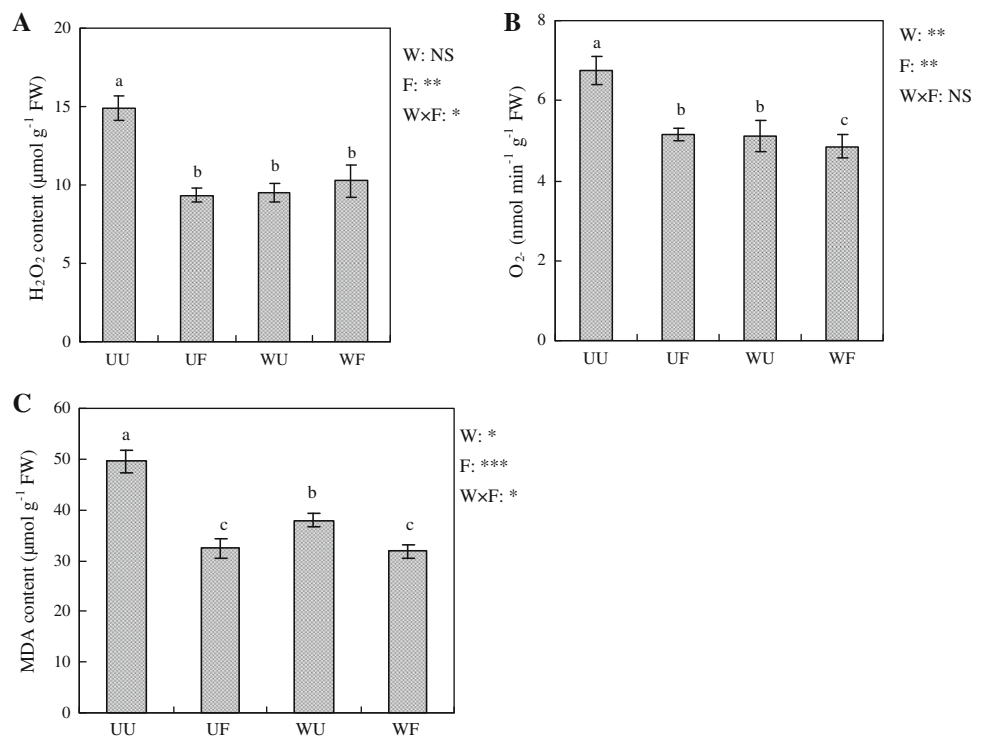 A
H₂O₂ content (μmol g⁻¹ FW)
20
15
10
5
0
a
b
b
b
UU
UF
WU
WF
W: NS
F: **
W×F: *
B
O₂₋ (nmol min⁻¹ g⁻¹ FW)
8
6
4
2
0
a
b
b
c
UU
UF
WU
WF
W: **
F: **
W×F: NS
C
MDA content (μmol g⁻¹ FW)
60
50
40
30
20
10
0
a
c
b
c
UU
UF
WU
WF
W: *
F: ***
W×F: *